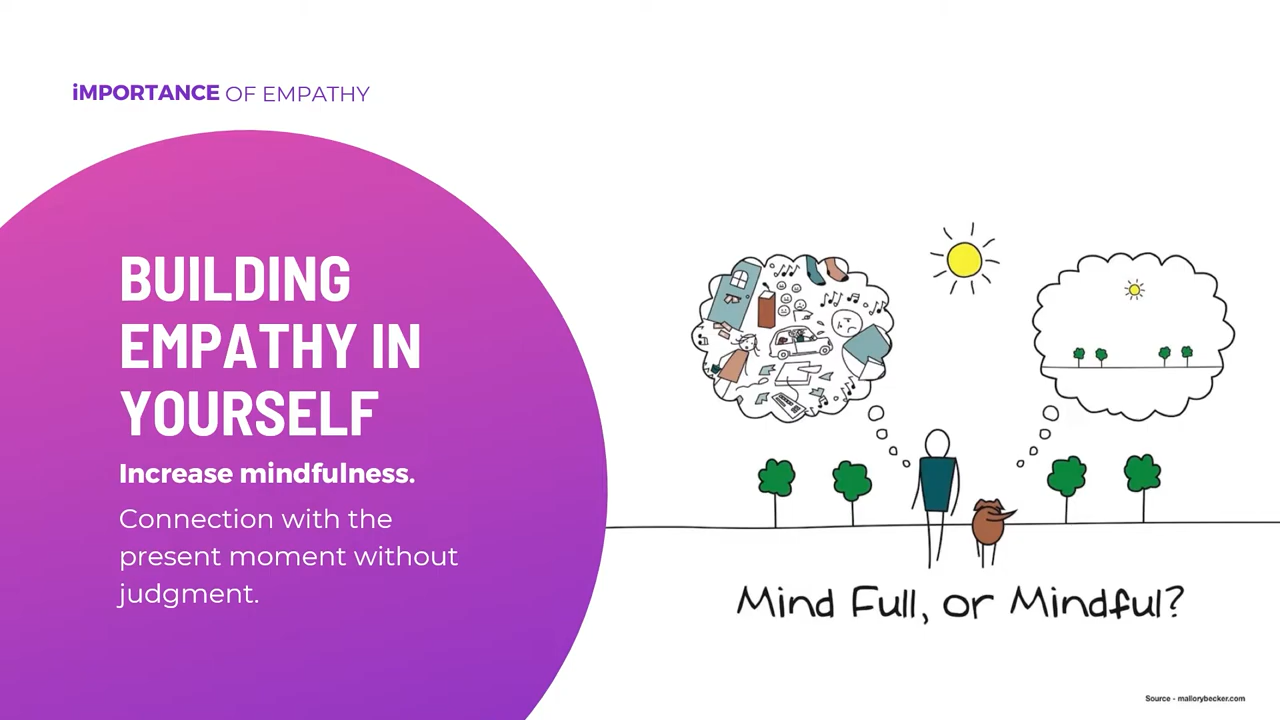 iMPORTANCE OF EMPATHY
BUILDING
EMPATHY IN
YOURSELF
Increase mindfulness.
Connection with the
present moment without
judgment.
Mind Full, or Mindful?
Source - mallorybecker.com